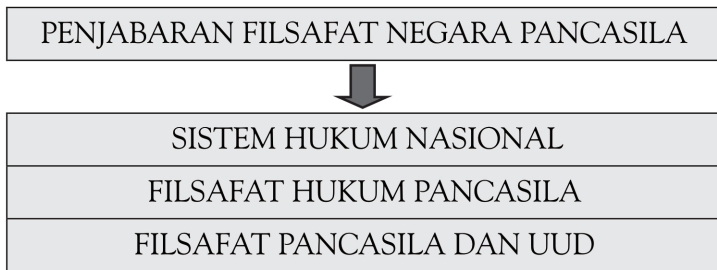 PENJABARAN FILSAFAT NEGARA PANCASILA
SISTEM HUKUM NASIONAL
FILSAFAT HUKUM PANCASILA
FILSAFAT PANCASILA DAN UUD